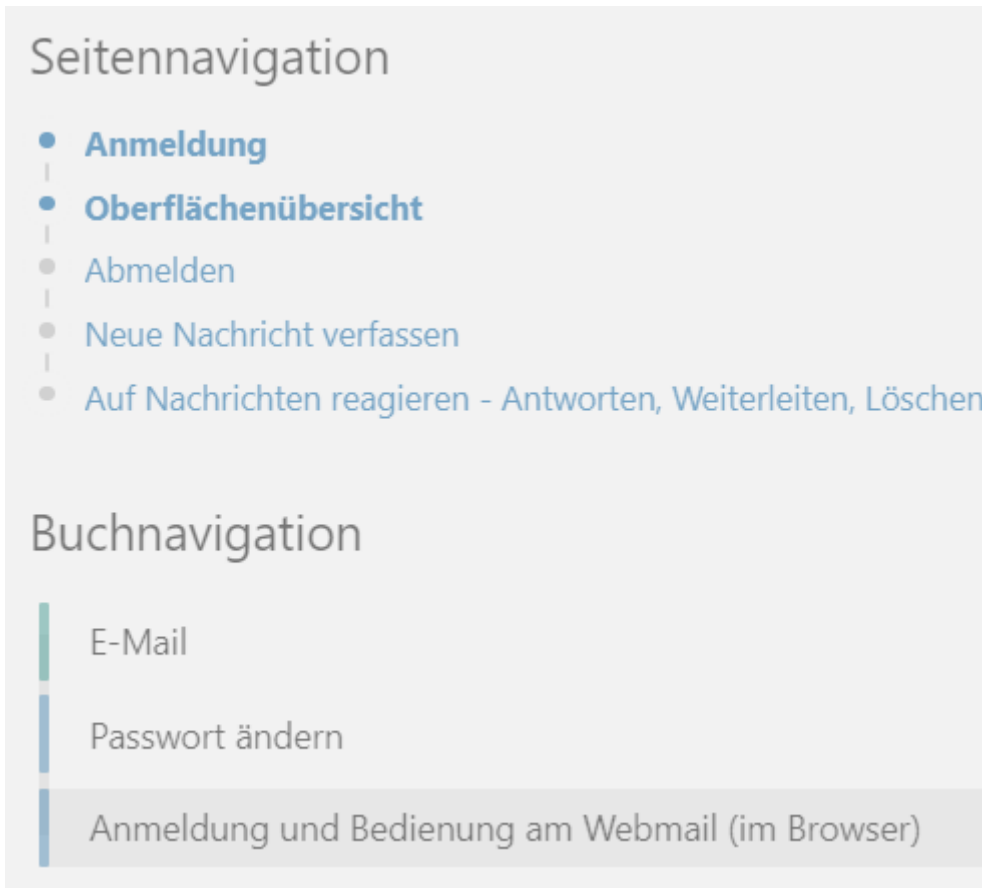 Seitennavigation
Anmeldung
Oberflächenübersicht
Abmelden
Neue Nachricht verfassen
Auf Nachrichten reagieren - Antworten, Weiterleiten, Löschen
Buchnavigation
E-Mail
Passwort ändern
Anmeldung und Bedienung am Webmail (im Browser)